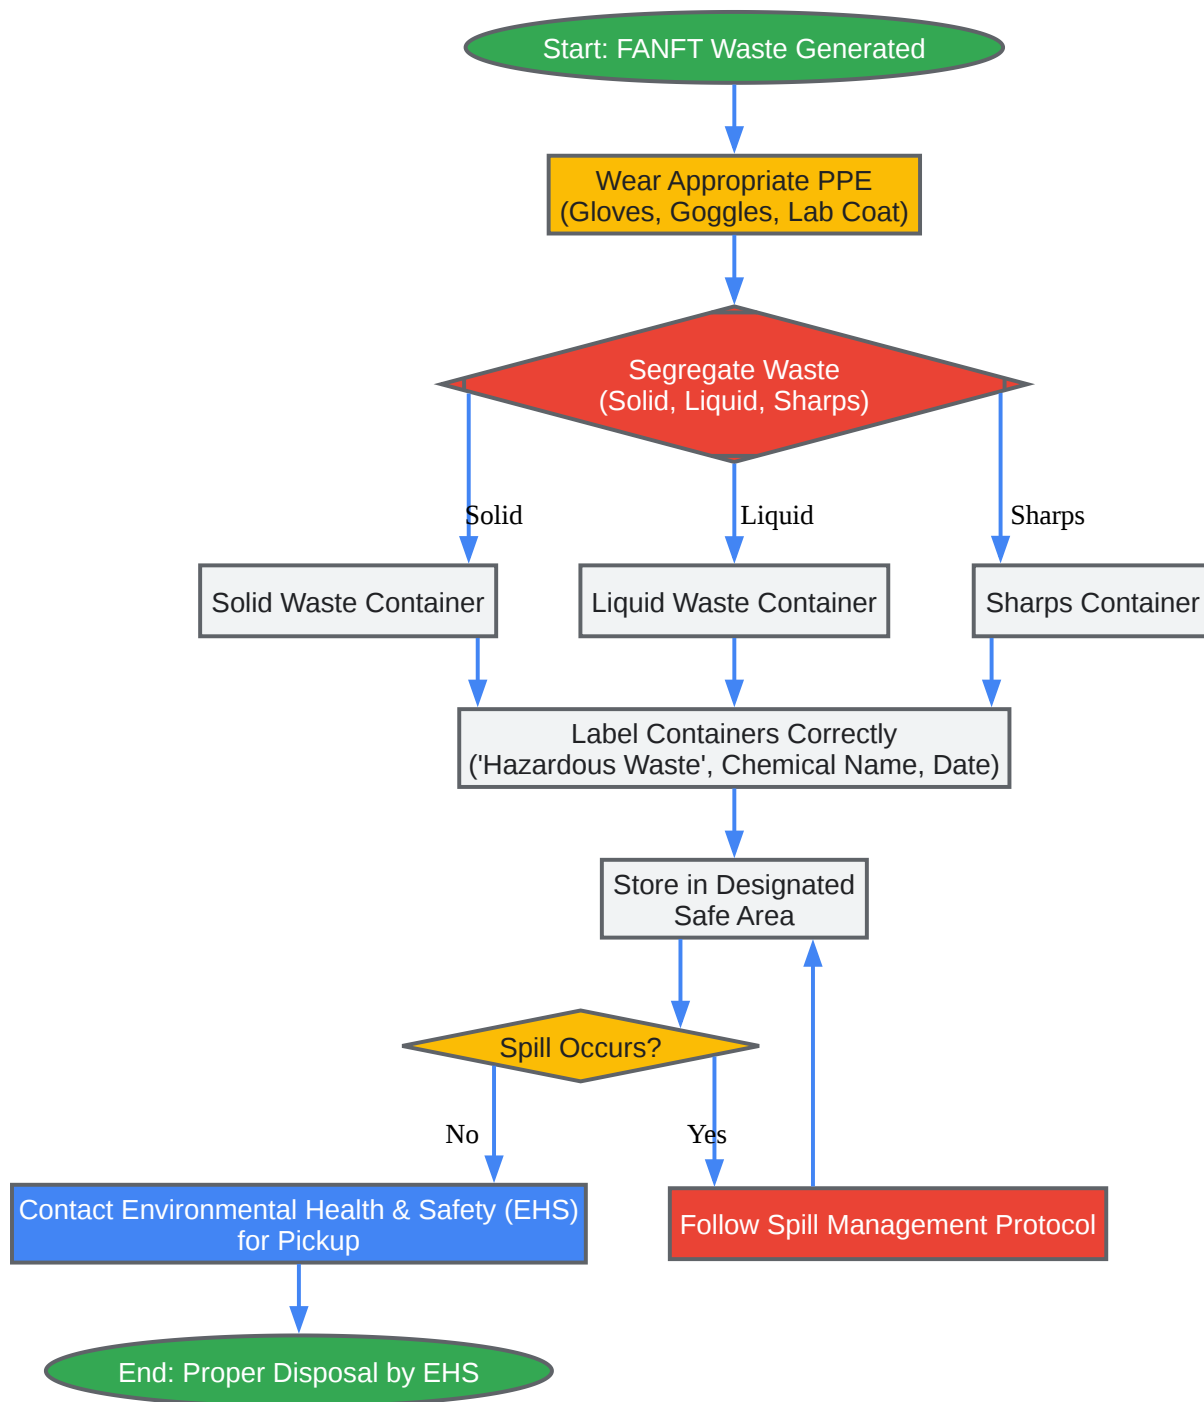 Start: FANFT Waste Generated
Wear Appropriate PPE
(Gloves, Goggles, Lab Coat)
Segregate Waste
(Solid, Liquid, Sharps)
Solid
Liquid
Sharps
Solid Waste Container
Liquid Waste Container
Sharps Container
Label Containers Correctly
('Hazardous Waste', Chemical Name, Date)
Store in Designated
Safe Area
Spill Occurs?
No
Yes
Contact Environmental Health & Safety (EHS)
for Pickup
Follow Spill Management Protocol
End: Proper Disposal by EHS